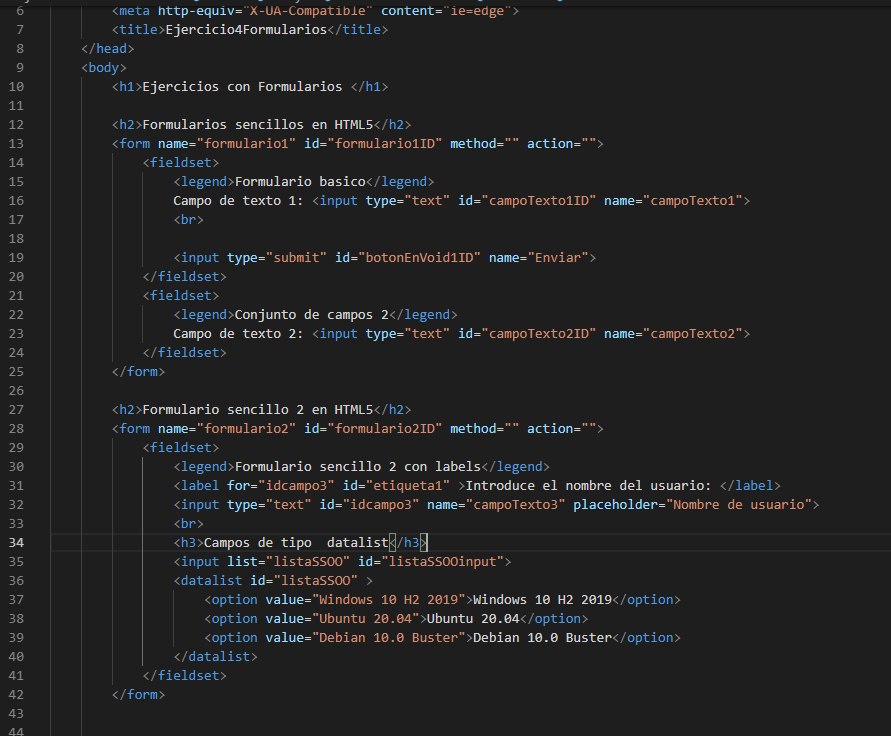 6 <meta http-equiv="X-UA-Compatible" content="ie=edge">
7 <title>Ejercicio4Formularios</title>
8 </head>
9 <body>
10 <h1>Ejercicios con Formularios </h1>
11
12 <h2>Formularios sencillos en HTML5</h2>
13 <form name="formulario1" id="formulario1ID" method="" action="">
14 <fieldset>
15 <legend>Formulario basico</legend>
16 Campo de texto 1: <input type="text" id="campoTexto1ID" name="campoTexto1">
17 <br>
18
19 <input type="submit" id="botonEnVoid1ID" name="Enviar">
20 </fieldset>
21 <fieldset>
22 <legend>Conjunto de campos 2</legend>
23 Campo de texto 2: <input type="text" id="campoTexto2ID" name="campoTexto2">
24 </fieldset>
25 </form>
26
27 <h2>Formulario sencillo 2 en HTML5</h2>
28 <form name="formulario2" id="formulario2ID" method="" action="">
29 <fieldset>
30 <legend>Formulario sencillo 2 con labels</legend>
31 <label for="idcampo3" id="etiqueta1" >Introduce el nombre del usuario: </label>
32 <input type="text" id="idcampo3" name="campoTexto3" placeholder="Nombre de usuario">
33 <br>
34 <h3>Campos de tipo  datalist</h3>
35 <input list="listaSSOO" id="listaSSOOinput">
36 <datalist id="listaSSOO" >
37 <option value="Windows 10 H2 2019">Windows 10 H2 2019</option>
38 <option value="Ubuntu 20.04">Ubuntu 20.04</option>
39 <option value="Debian 10.0 Buster">Debian 10.0 Buster</option>
40 </datalist>
41 </fieldset>
42 </form>
43
44